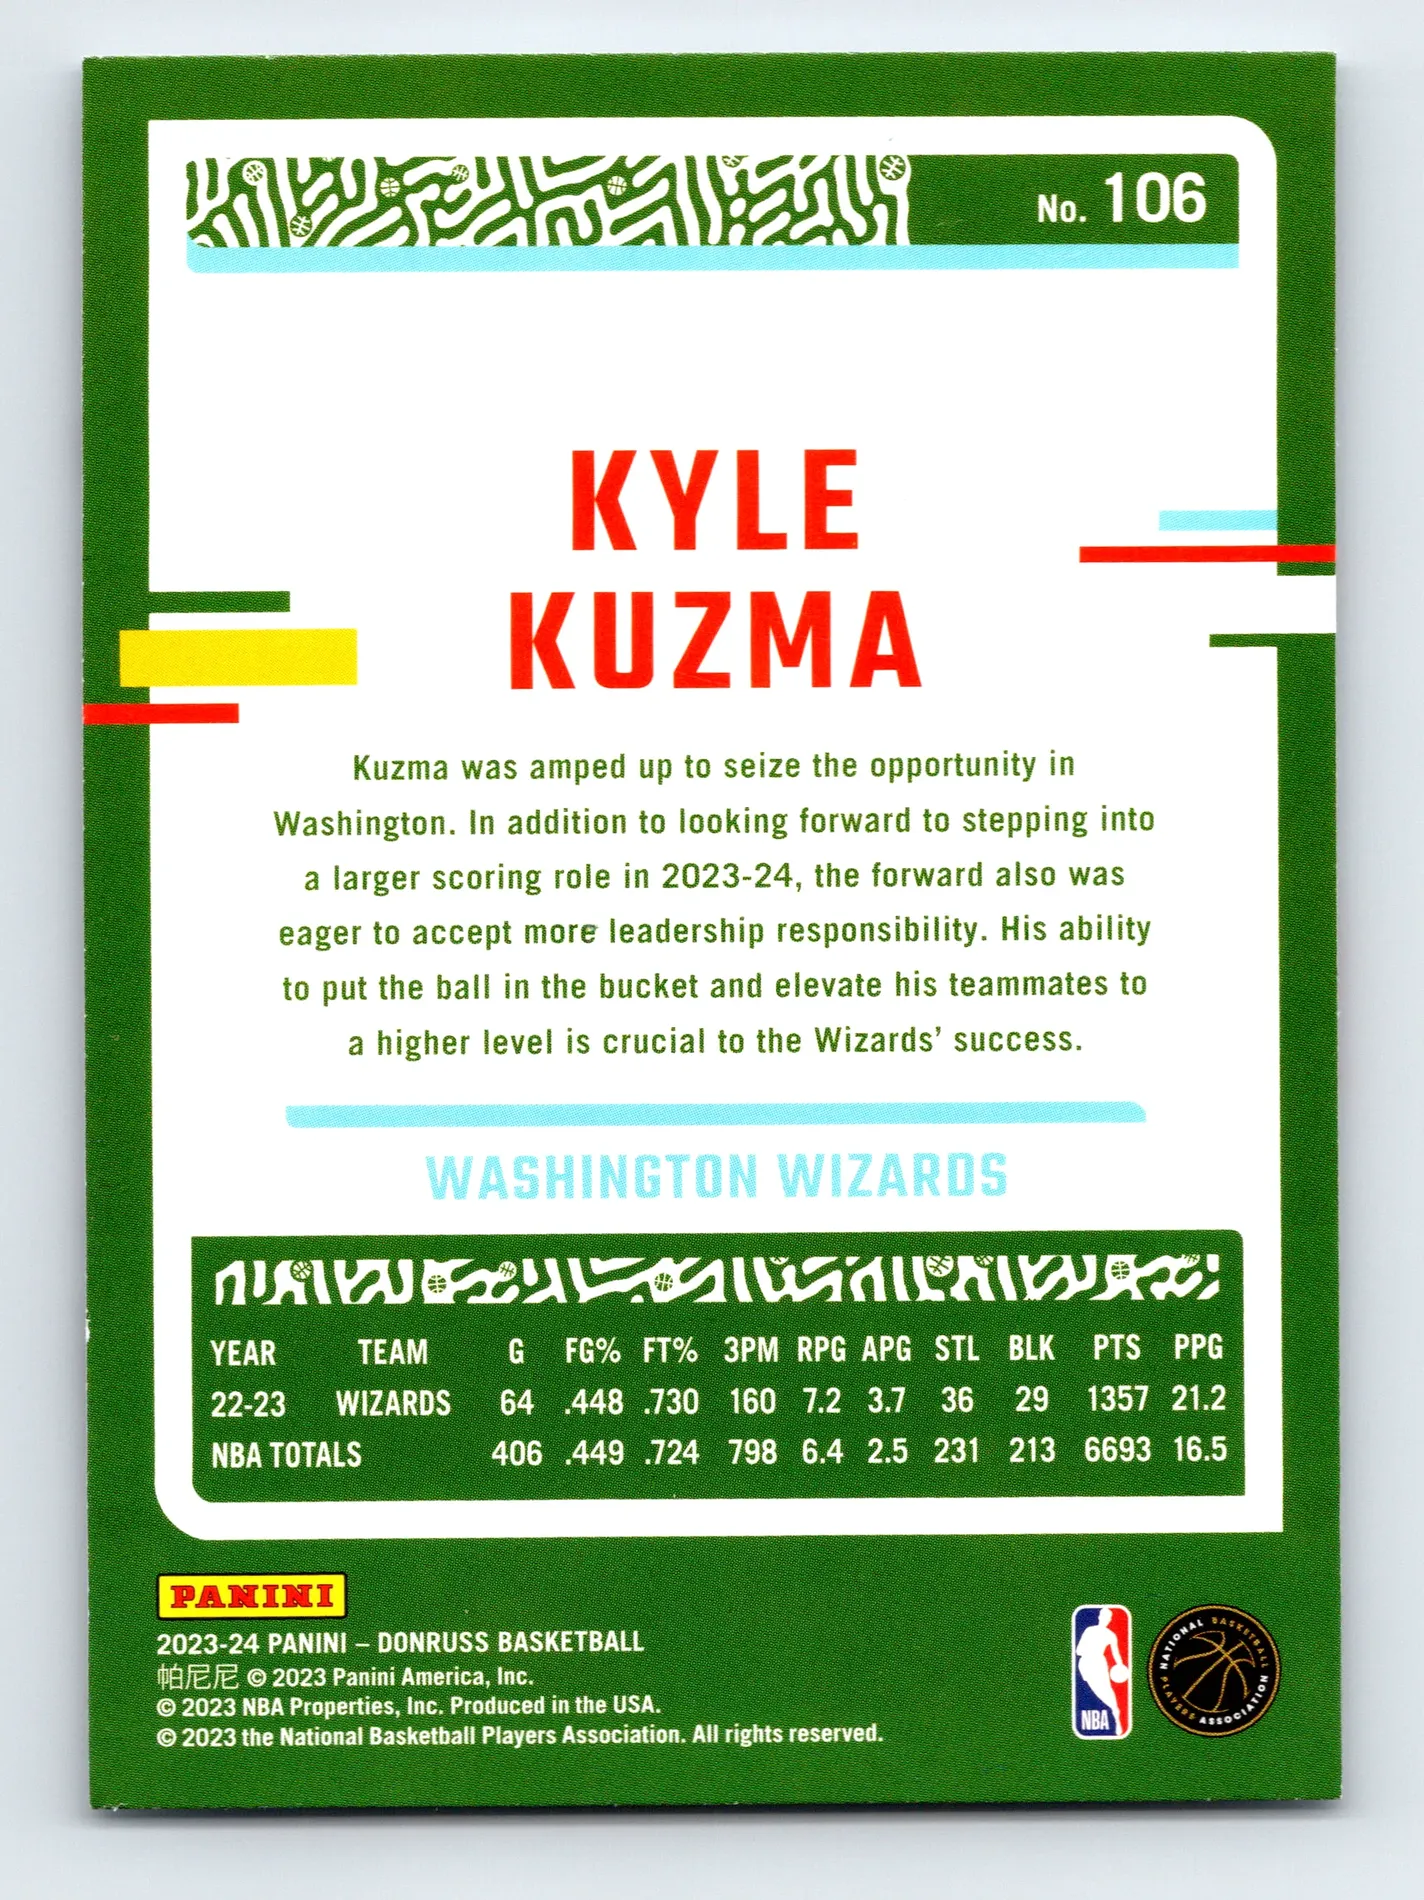 No. 106
KYLE
KUZMA
Kuzma was amped up to seize the opportunity in
Washington. In addition to looking forward to stepping into
a larger scoring role in 2023-24, the forward also was
eager to accept more leadership responsibility. His ability
to put the ball in the bucket and elevate his teammates to
a higher level is crucial to the Wizards’ success.
WASHINGTON WIZARDS
YEAR TEAM G FG% FT% 3PM RPG APG STL BLK PTS PPG
22-23 WIZARDS 64 .448 .730 160 7.2 3.7 36 29 1357 21.2
NBA TOTALS 406 .449 .724 798 6.4 2.5 231 213 6693 16.5
PANINI
2023-24 PANINI – DONRUSS BASKETBALL
帕尼尼 © 2023 Panini America, Inc.
© 2023 NBA Properties, Inc. Produced in the USA.
© 2023 the National Basketball Players Association. All rights reserved.
NBA
NATIONAL BASKETBALL
PLAYERS ASSOCIATION